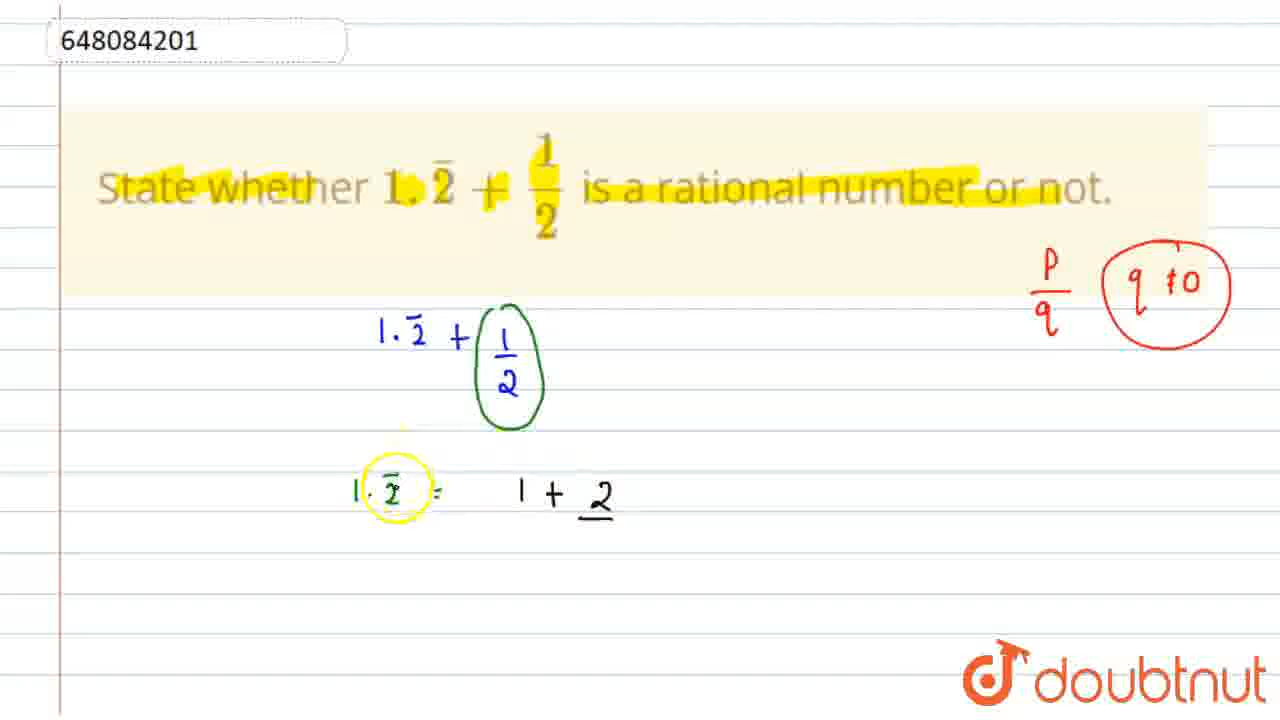 648084201
State whether 1.2̅ + 1/2 is a rational number or not.
p/q q ≠ 0
1.2̅ + 1/2
1.2̅ = 1 + 2
doubtnut